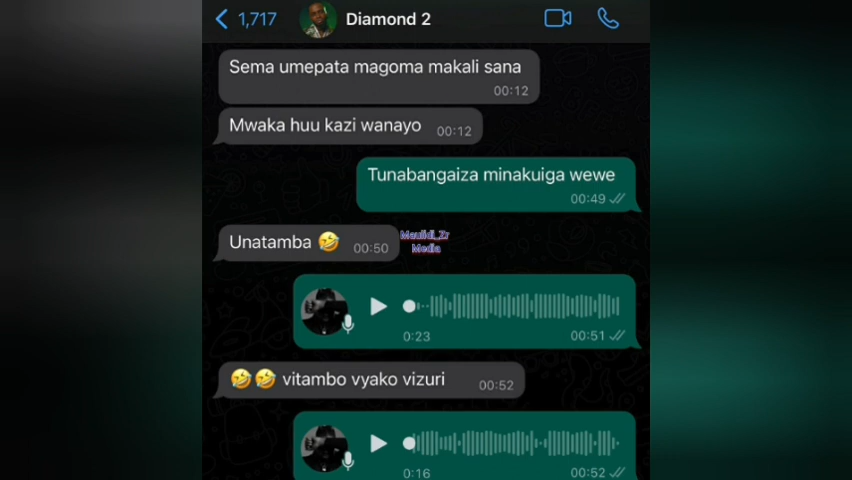 1,717
Diamond 2
Sema umepata magoma makali sana
00:12
Mwaka huu kazi wanayo
00:12
Tunabangaiza minakuiga wewe
00:49
Unatamba 🤣
00:50
Maulidi_Zr
Media
0:23
00:51
🤣🤣 vitambo vyako vizuri
00:52
0:16
00:52